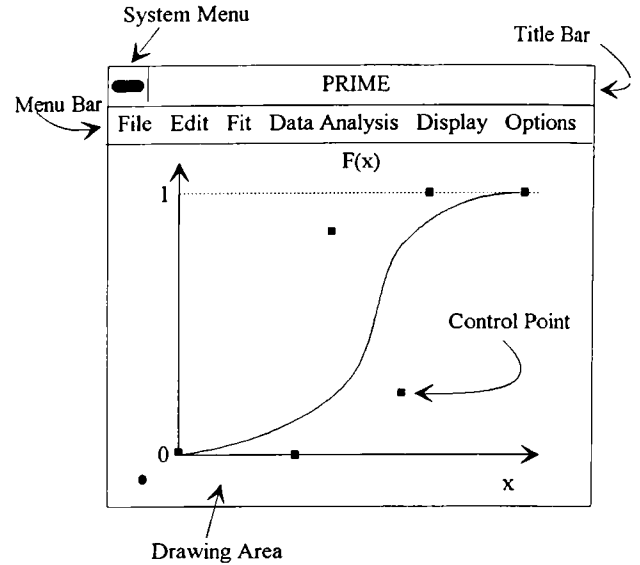 System Menu
Title Bar
PRIME
Menu Bar
File Edit Fit Data Analysis Display Options
F(x)
1
Control Point
0
x
Drawing Area